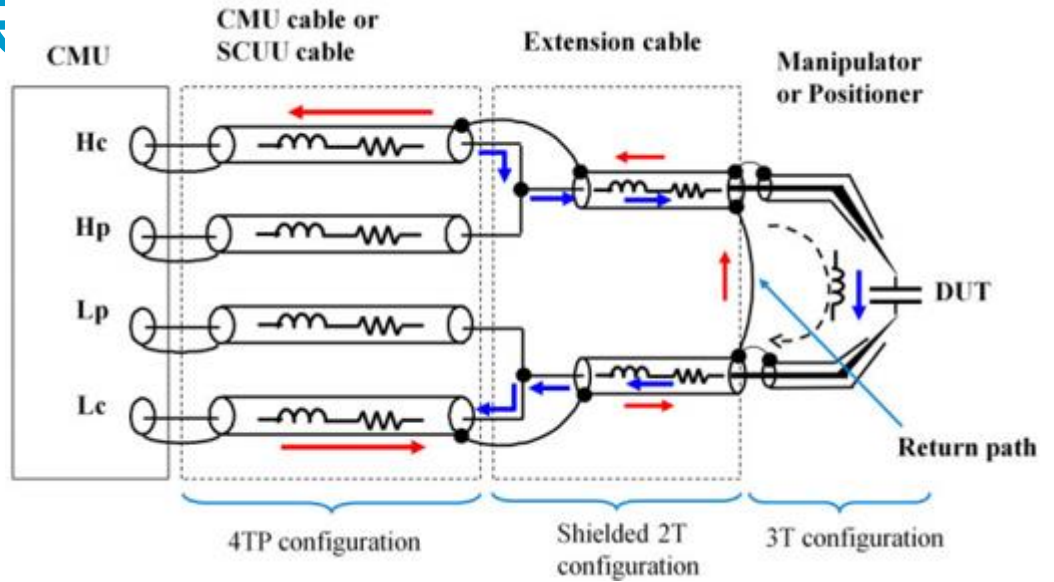 CMU
CMU cable or
SCUU cable
Extension cable
Manipulator
or Positioner
Hc
Hp
Lp
Lc
DUT
Return path
4TP configuration
Shielded 2T
configuration
3T configuration